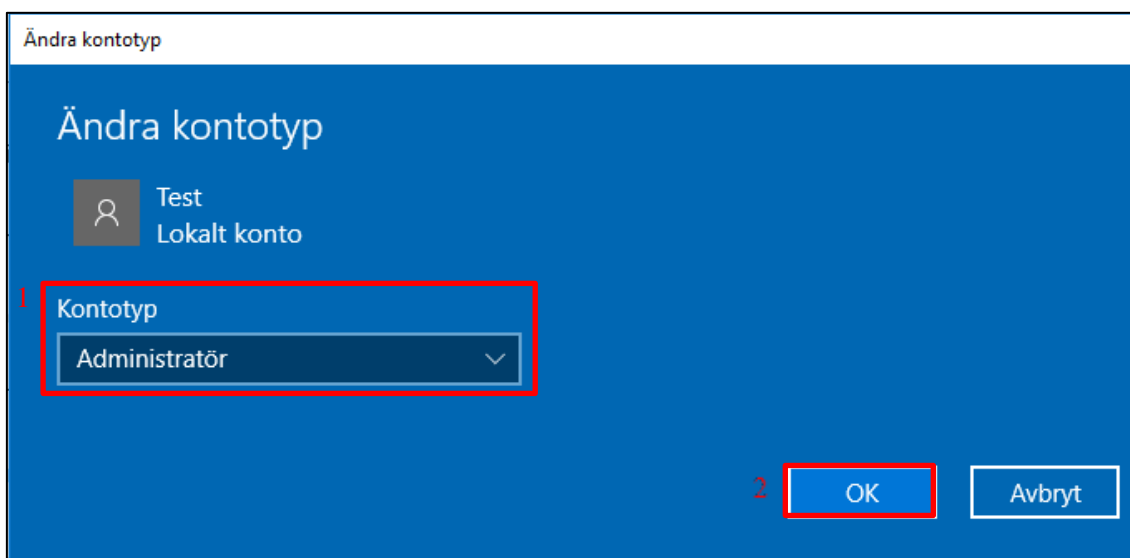 Ändra kontotyp
Ändra kontotyp
Test
Lokalt konto
1
Kontotyp
Administratör
2 OK Avbryt